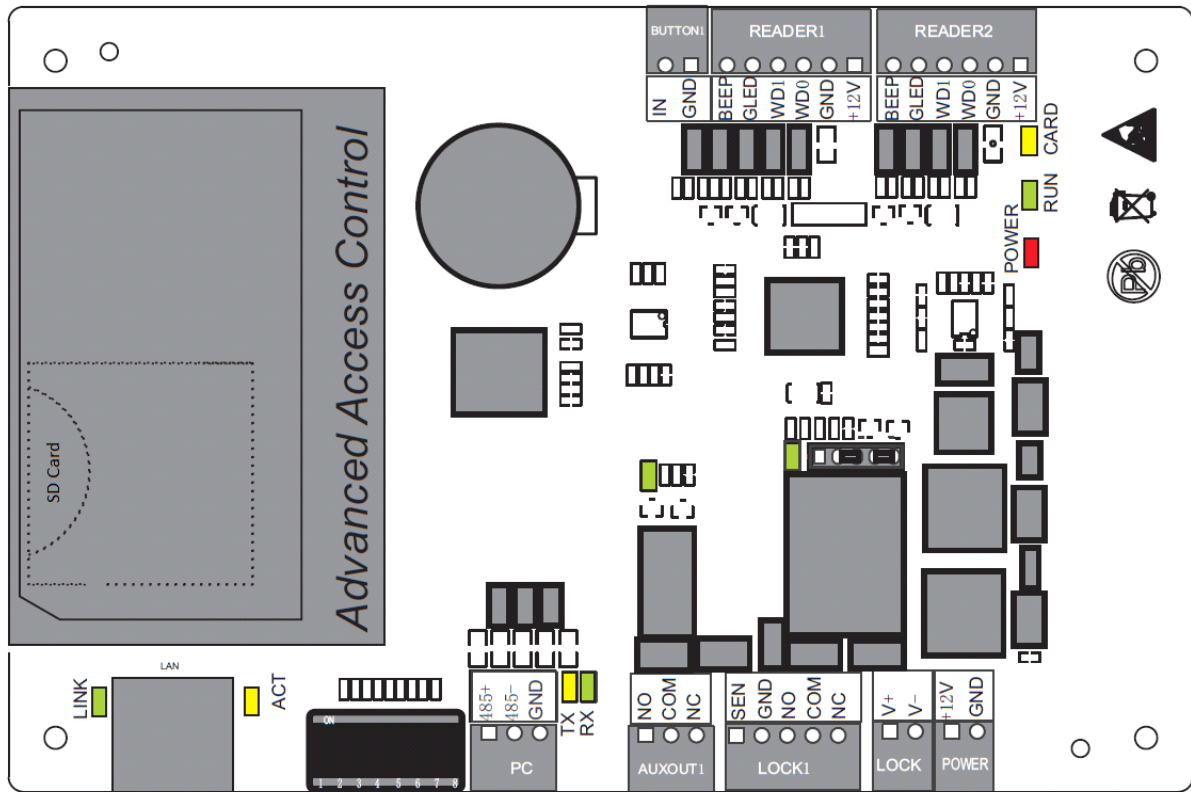 BUTTON1
READER1
READER2
IN
GND
BEEP
GLED
WD1
WD0
GND
+12V
BEEP
GLED
WD1
WD0
GND
+12V
CARD
RUN
POWER
Pb
Advanced Access Control
SD Card
LAN
LINK
ACT
ON
1 2 3 4 5 6 7 8
485+
485-
GND
TX
RX
PC
NO
COM
NC
AUXOUT1
SEN
GND
NO
COM
NC
LOCK1
V+
V-
LOCK
+12V
GND
POWER